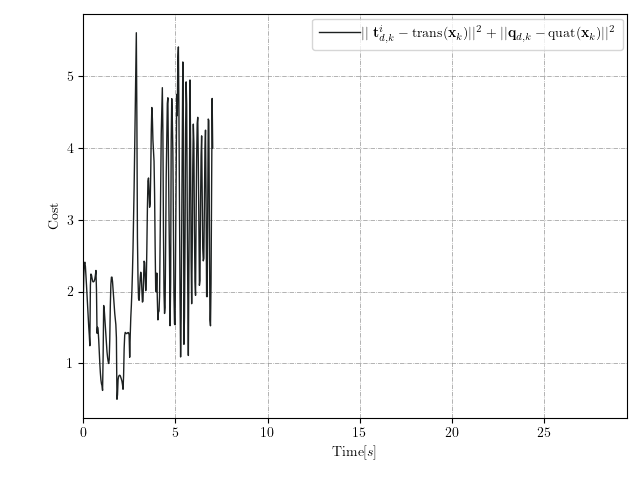 || t^i_{d,k} − trans(x_k)||² + ||q_{d,k} − quat(x_k)||²
5
4
3
2
1
Cost
0 5 10 15 20 25
Time[s]